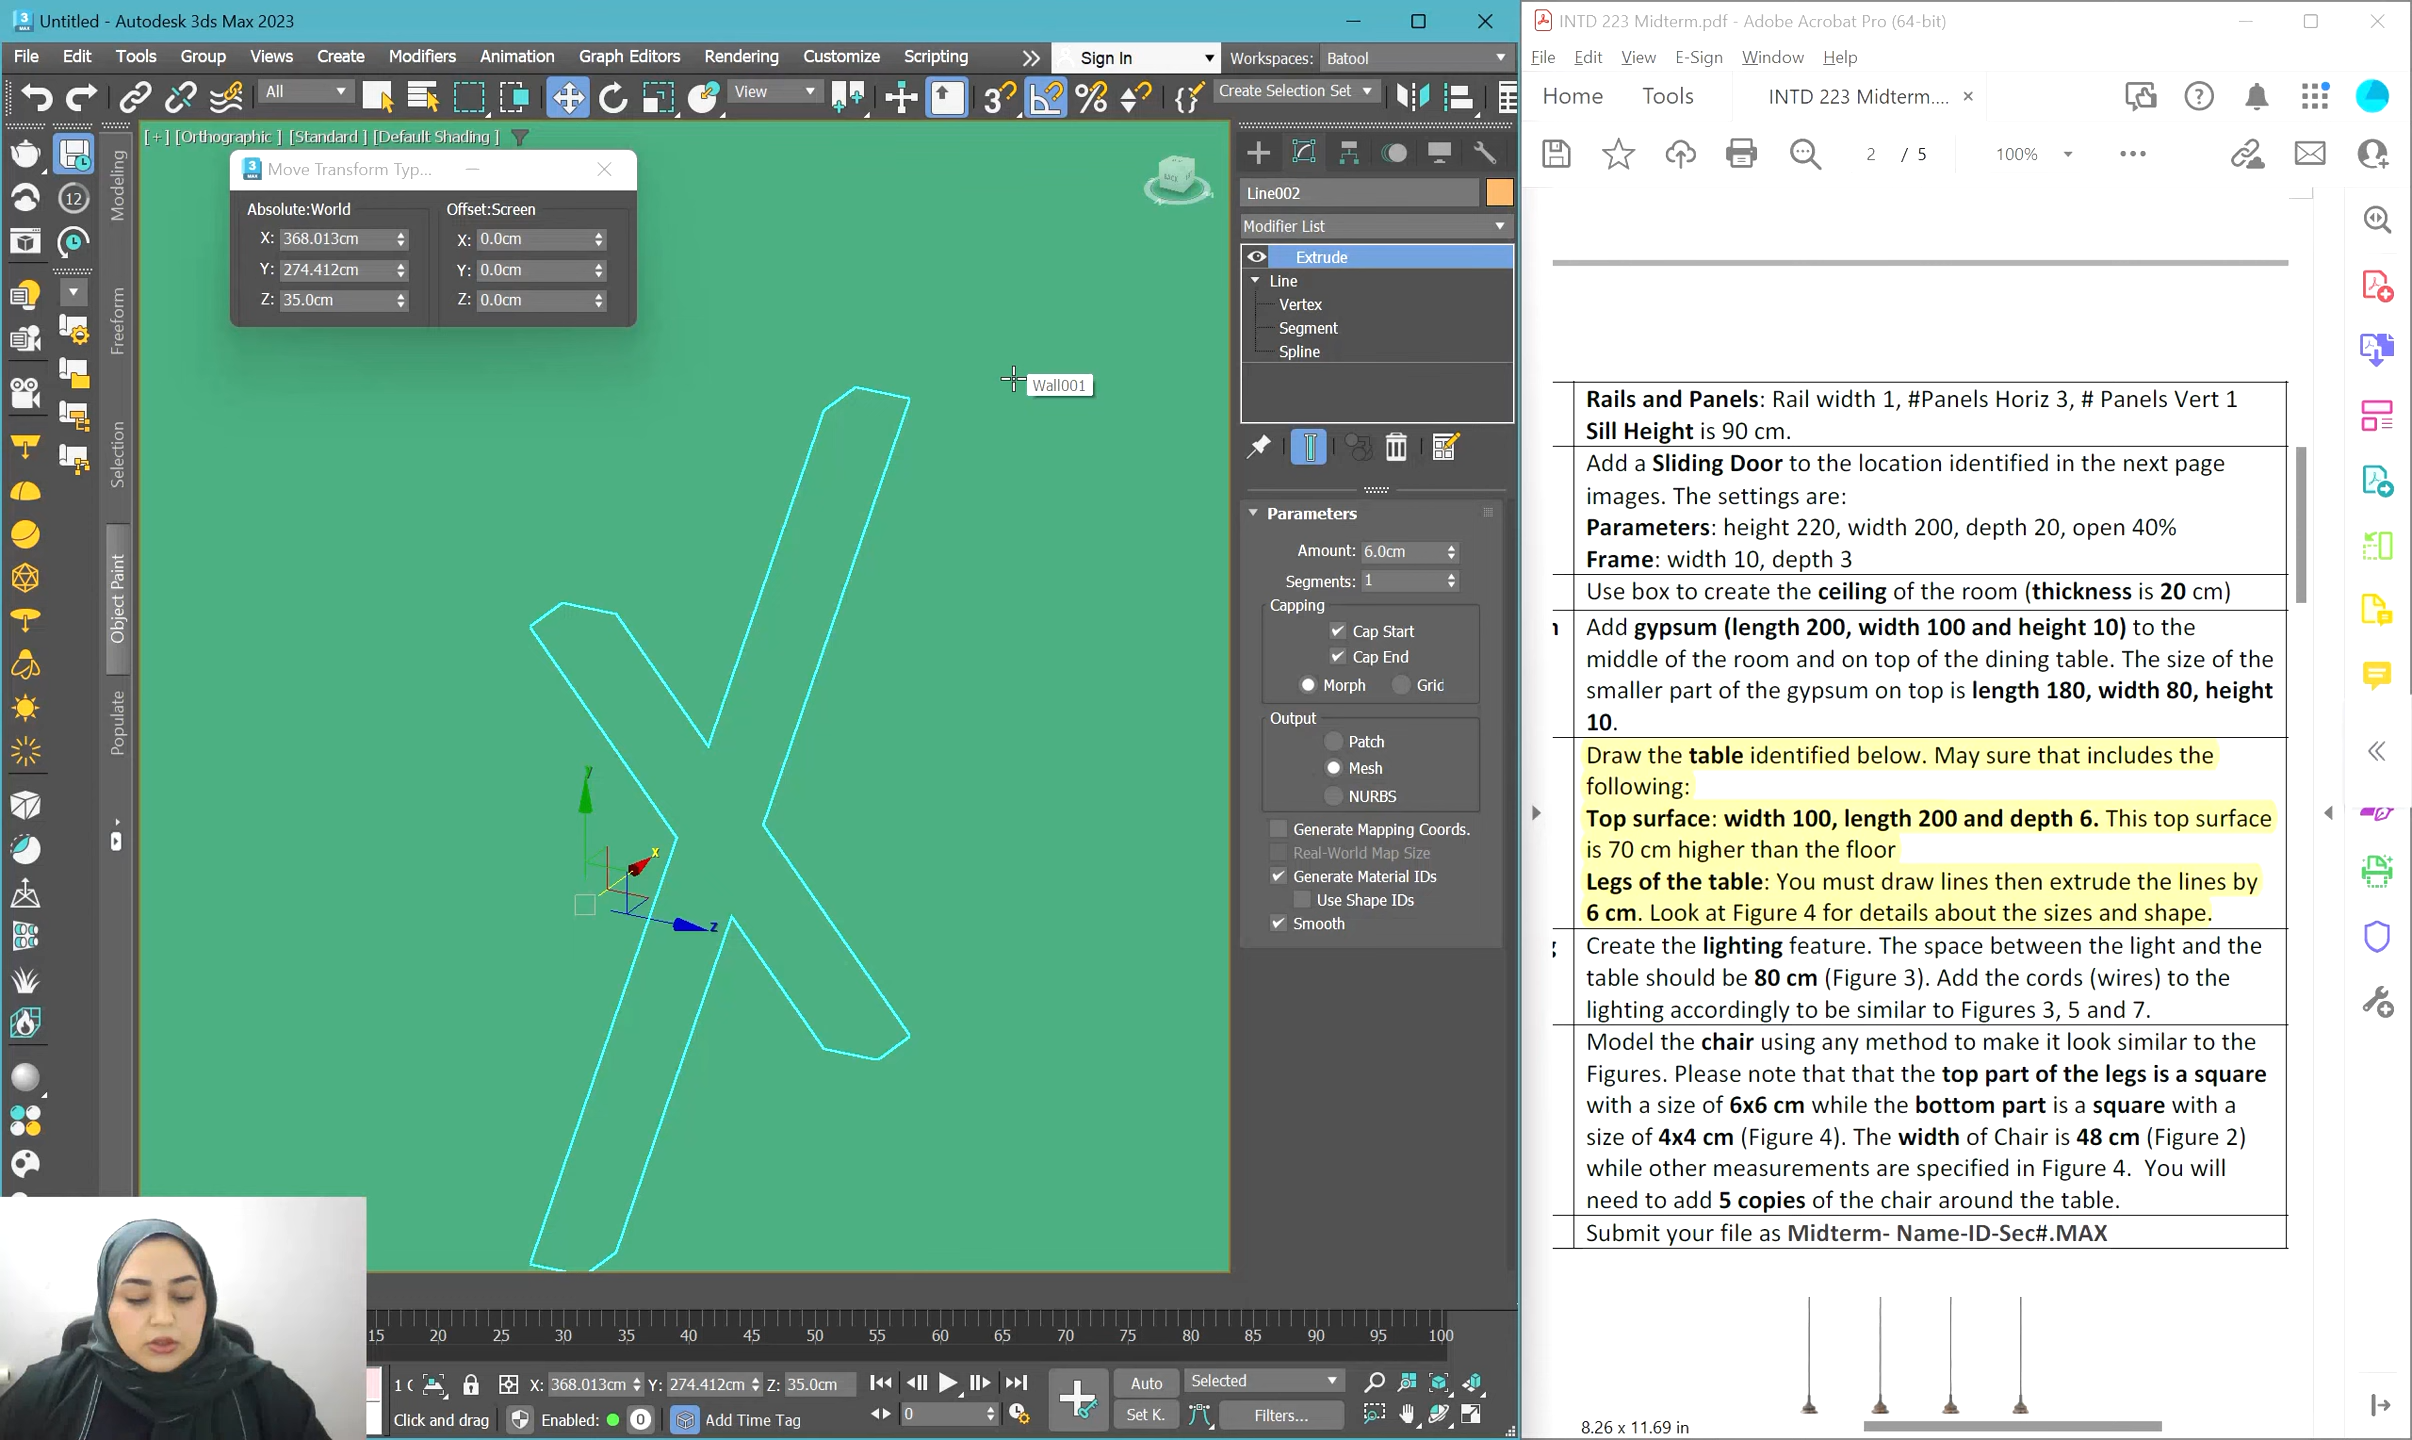 Untitled - Autodesk 3ds Max 2023
File Edit Tools Group Views Create Modifiers Animation Graph Editors Rendering Customize Scripting
Sign In Workspaces: Batool
All View Create Selection Set
[+] [Orthographic ] [Standard ] [Default Shading ]
Move Transform Typ...
Absolute:World Offset:Screen
X: 368.013cm X: 0.0cm
Y: 274.412cm Y: 0.0cm
Z: 35.0cm Z: 0.0cm
12
Modeling
Freeform
Selection
Object Paint
Populate
Wall001
y
x
z
Line002
Modifier List
Extrude
Line
Vertex
Segment
Spline
Parameters
Amount: 6.0cm
Segments: 1
Capping
Cap Start
Cap End
Morph Grid
Output
Patch
Mesh
NURBS
Generate Mapping Coords.
Real-World Map Size
Generate Material IDs
Use Shape IDs
Smooth
15 20 25 30 35 40 45 50 55 60 65 70 75 80 85 90 95 100
X: 368.013cm Y: 274.412cm Z: 35.0cm Auto Selected
Click and drag Enabled: 0 Add Time Tag 0 Set K. Filters...
INTD 223 Midterm.pdf - Adobe Acrobat Pro (64-bit)
File Edit View E-Sign Window Help
Home Tools INTD 223 Midterm....
2 / 5 100%
Rails and Panels: Rail width 1, #Panels Horiz 3, # Panels Vert 1
Sill Height is 90 cm.
Add a Sliding Door to the location identified in the next page
images. The settings are:
Parameters: height 220, width 200, depth 20, open 40%
Frame: width 10, depth 3
Use box to create the ceiling of the room (thickness is 20 cm)
Add gypsum (length 200, width 100 and height 10) to the
middle of the room and on top of the dining table. The size of the
smaller part of the gypsum on top is length 180, width 80, height
10.
Draw the table identified below. May sure that includes the
following:
Top surface: width 100, length 200 and depth 6. This top surface
is 70 cm higher than the floor
Legs of the table: You must draw lines then extrude the lines by
6 cm. Look at Figure 4 for details about the sizes and shape.
Create the lighting feature. The space between the light and the
table should be 80 cm (Figure 3). Add the cords (wires) to the
lighting accordingly to be similar to Figures 3, 5 and 7.
Model the chair using any method to make it look similar to the
Figures. Please note that that the top part of the legs is a square
with a size of 6x6 cm while the bottom part is a square with a
size of 4x4 cm (Figure 4). The width of Chair is 48 cm (Figure 2)
while other measurements are specified in Figure 4. You will
need to add 5 copies of the chair around the table.
Submit your file as Midterm- Name-ID-Sec#.MAX
8.26 x 11.69 in